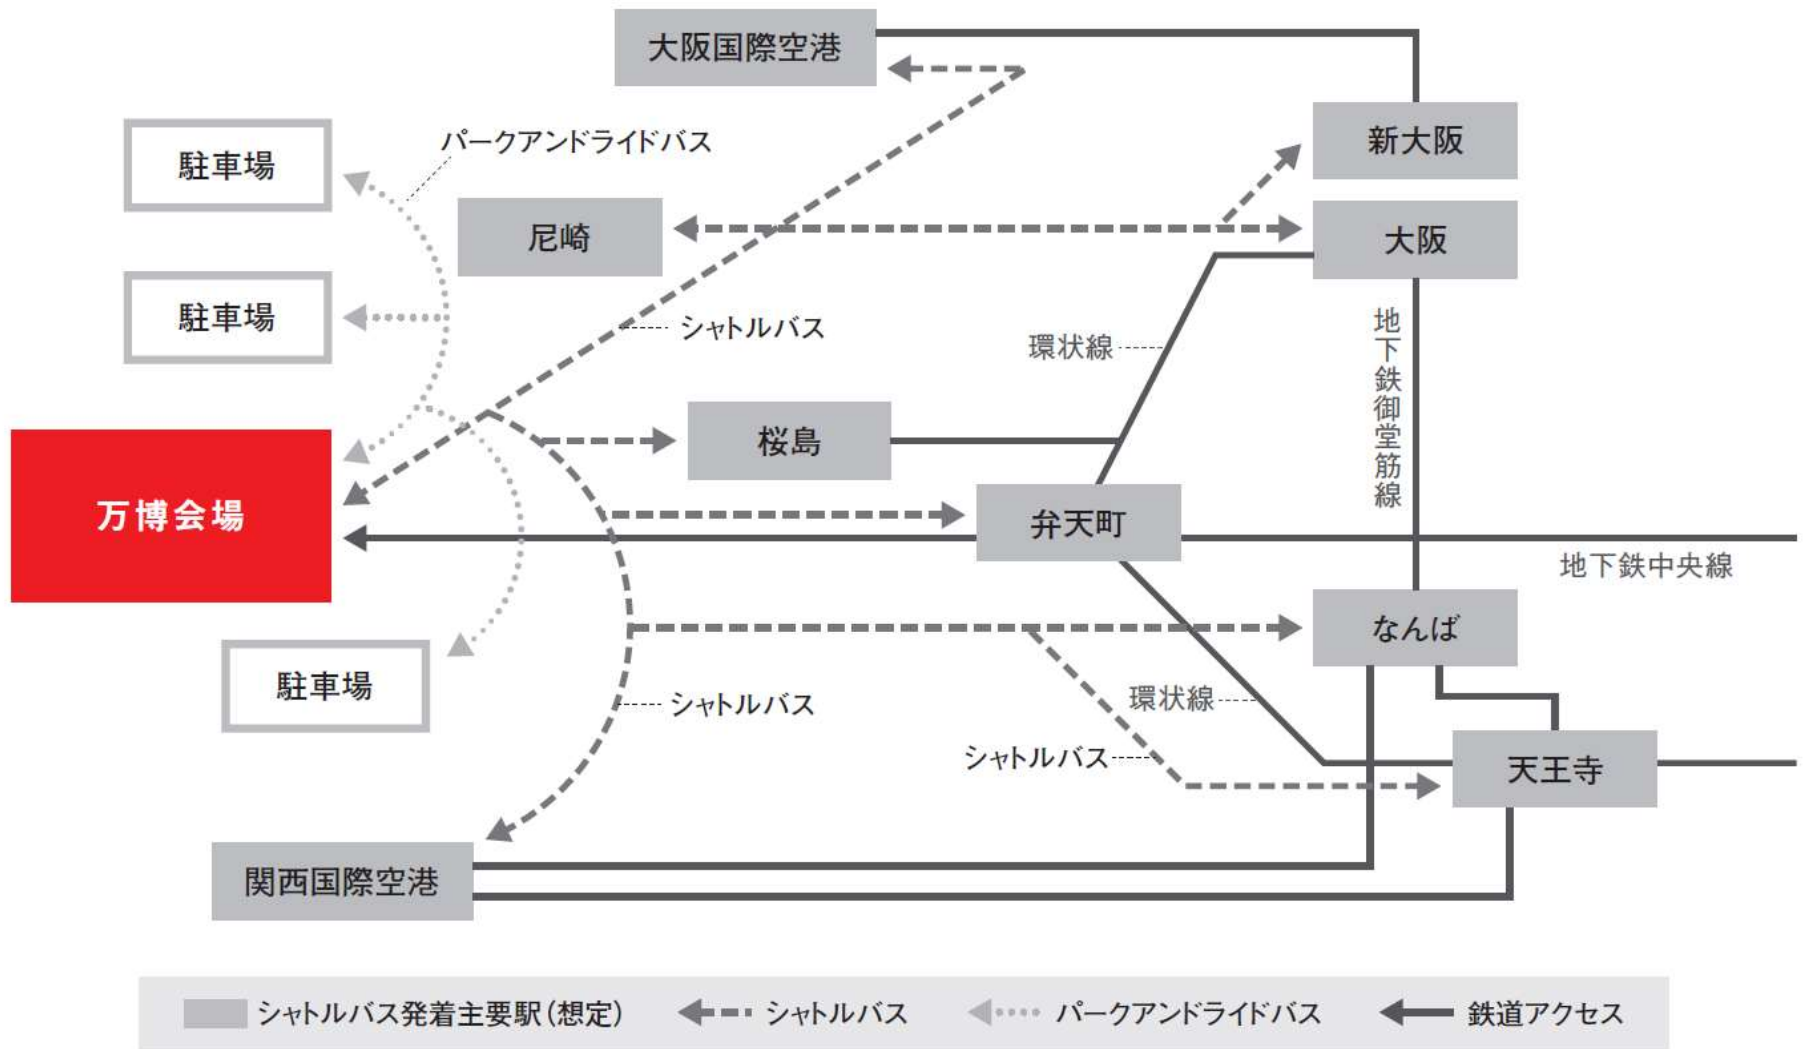 大阪国際空港
新大阪
パークアンドライドバス
駐車場
尼崎
大阪
駐車場
シャトルバス
環状線
地下鉄御堂筋線
桜島
万博会場
弁天町
地下鉄中央線
なんば
駐車場
シャトルバス
環状線
シャトルバス
天王寺
関西国際空港
シャトルバス発着主要駅（想定）
シャトルバス
パークアンドライドバス
鉄道アクセス